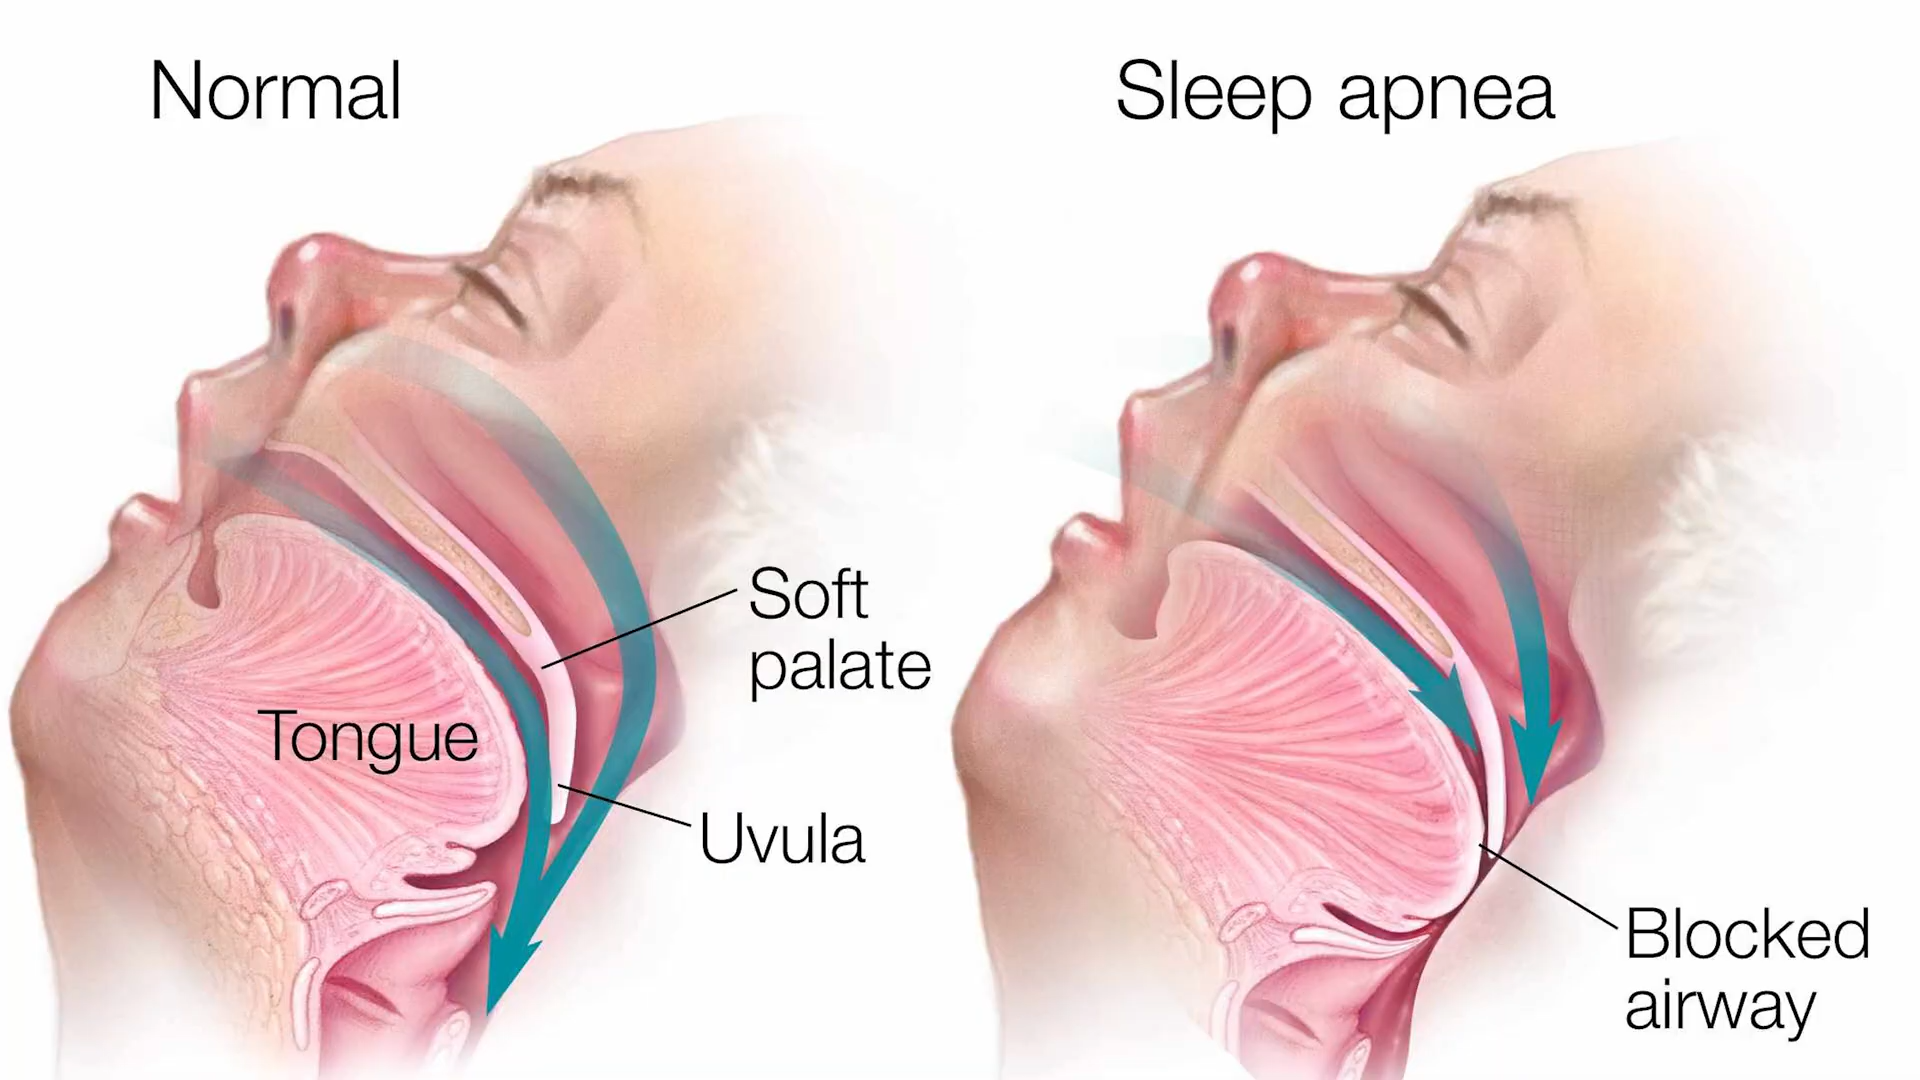 Normal
Sleep apnea
Soft
palate
Tongue
Uvula
Blocked
airway